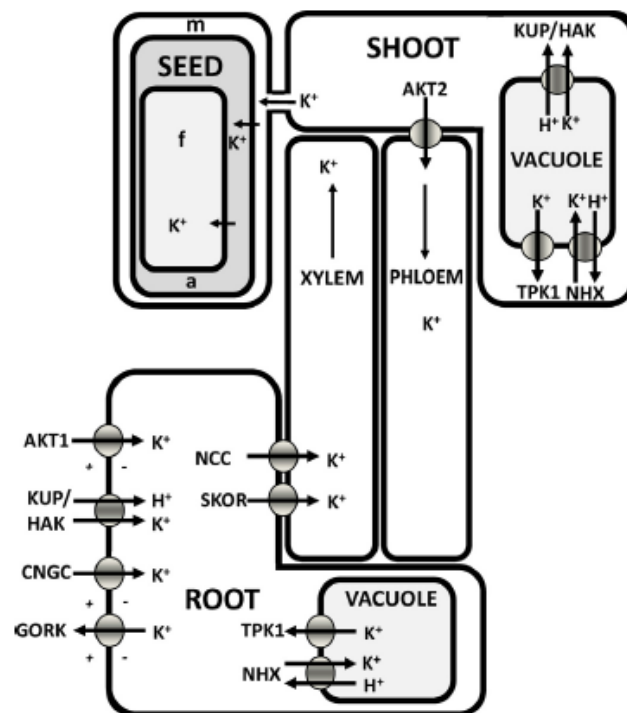 m
SEED
f
K⁺
K⁺
a
K⁺
SHOOT
AKT2
KUP/HAK
H⁺ K⁺
VACUOLE
K⁺ K⁺ H⁺
TPK1 NHX
K⁺
XYLEM
PHLOEM
K⁺
AKT1 K⁺
+ -
KUP/ H⁺
HAK K⁺
CNGC K⁺
+ -
GORK K⁺
+ -
NCC K⁺
SKOR K⁺
ROOT
VACUOLE
TPK1 K⁺
NHX K⁺
H⁺